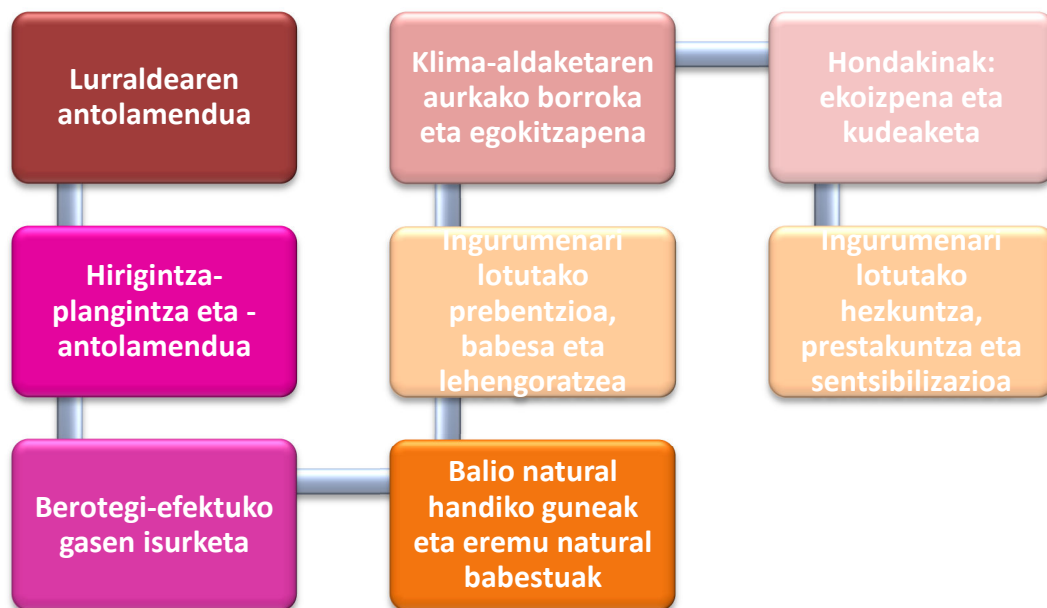 Lurraldearen
antolamendua
Hirigintza-
plangintza eta -
antolamendua
Berotegi-efektuko
gasen isurketa
Balio natural
handiko guneak
eta eremu natural
babestuak
Ingurumenari
lotutako
prebentzioa,
babesa eta
lehengoratzea
Klima-aldaketaren
aurkako borroka
eta egokitzapena
Hondakinak:
ekoizpena eta
kudeaketa
Ingurumenari
lotutako
hezkuntza,
prestakuntza eta
sentsibilizazioa